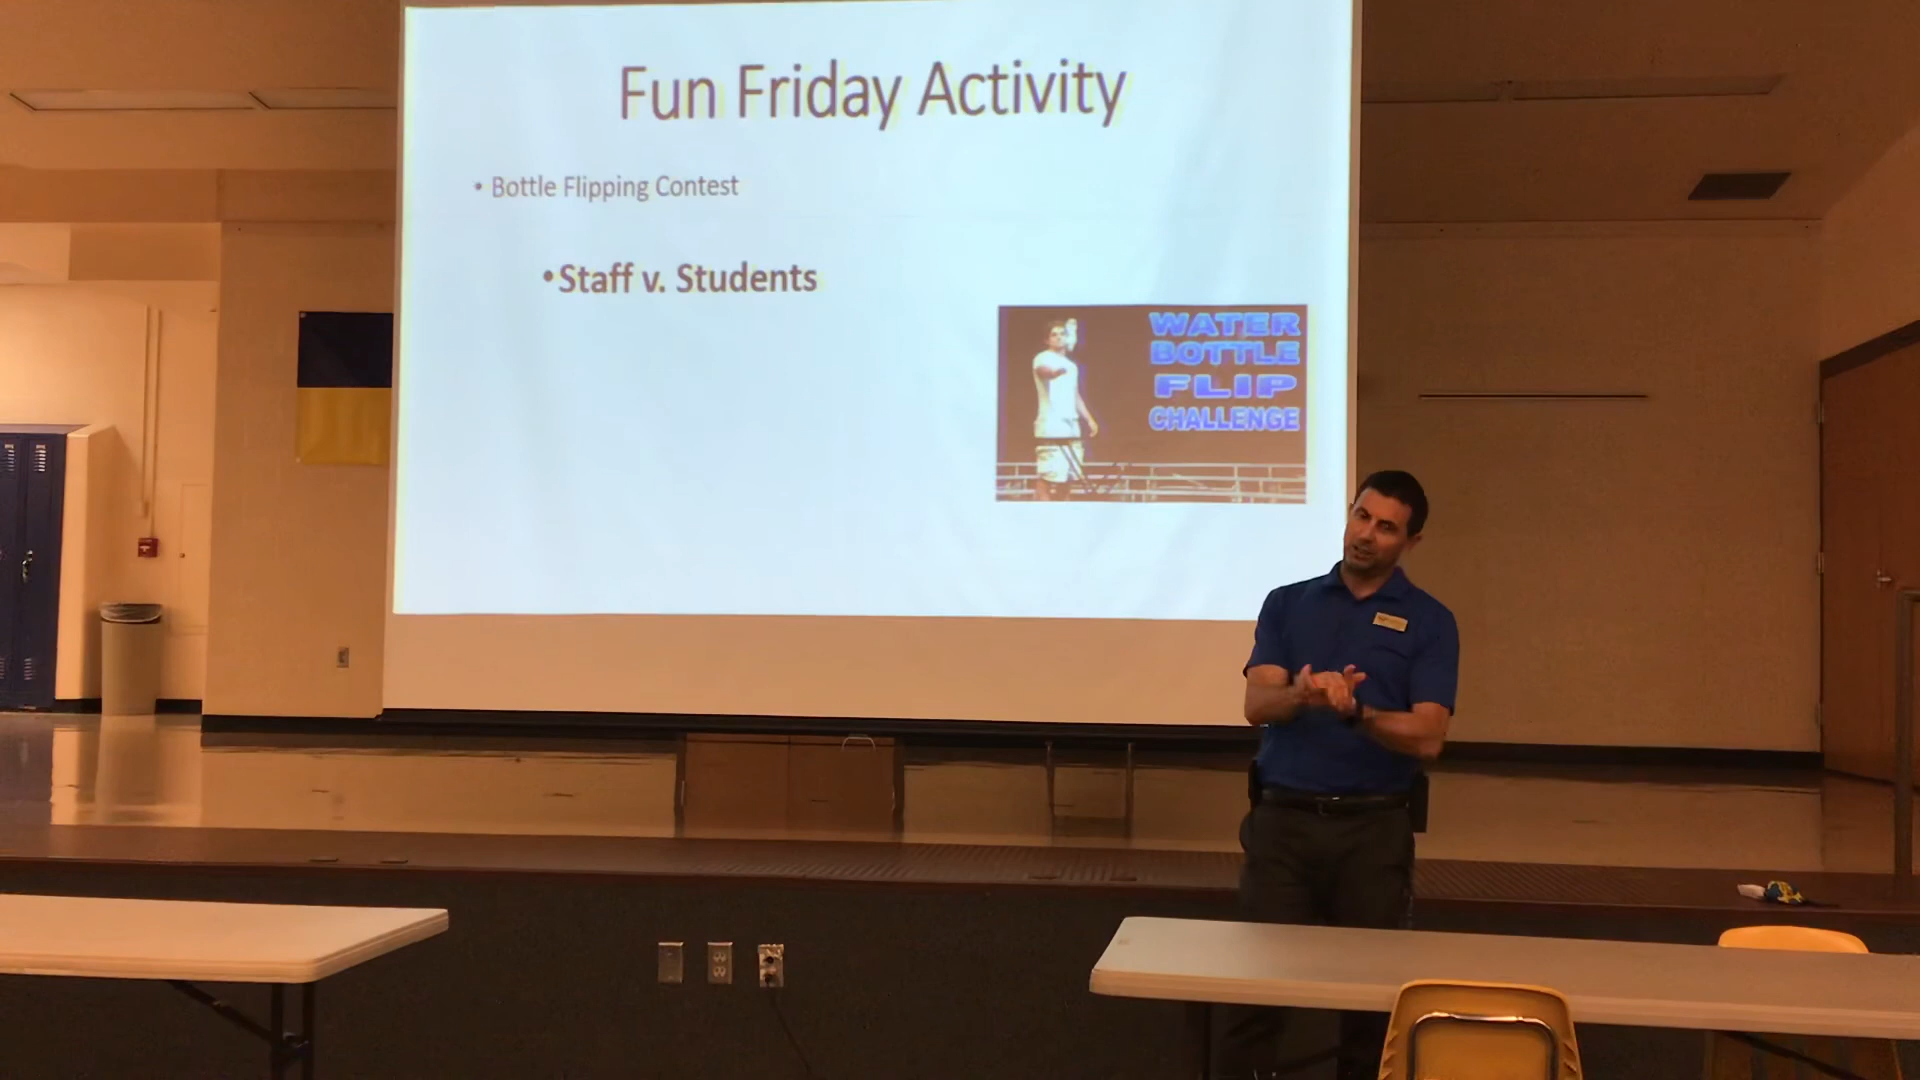 Fun Friday Activity
• Bottle Flipping Contest
• Staff v. Students
WATER
BOTTLE
FLIP
CHALLENGE